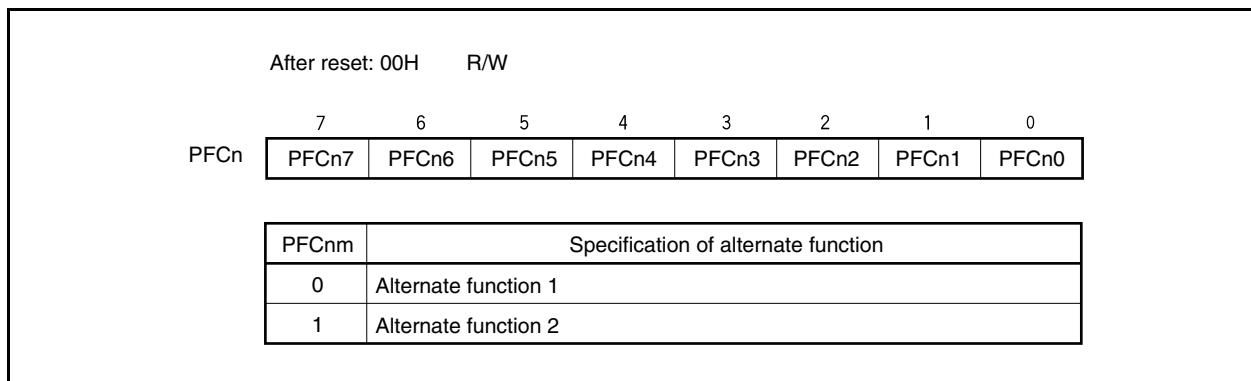 After reset: 00H R/W
7 6 5 4 3 2 1 0
PFCn PFCn7 PFCn6 PFCn5 PFCn4 PFCn3 PFCn2 PFCn1 PFCn0
PFCnm Specification of alternate function
0 Alternate function 1
1 Alternate function 2